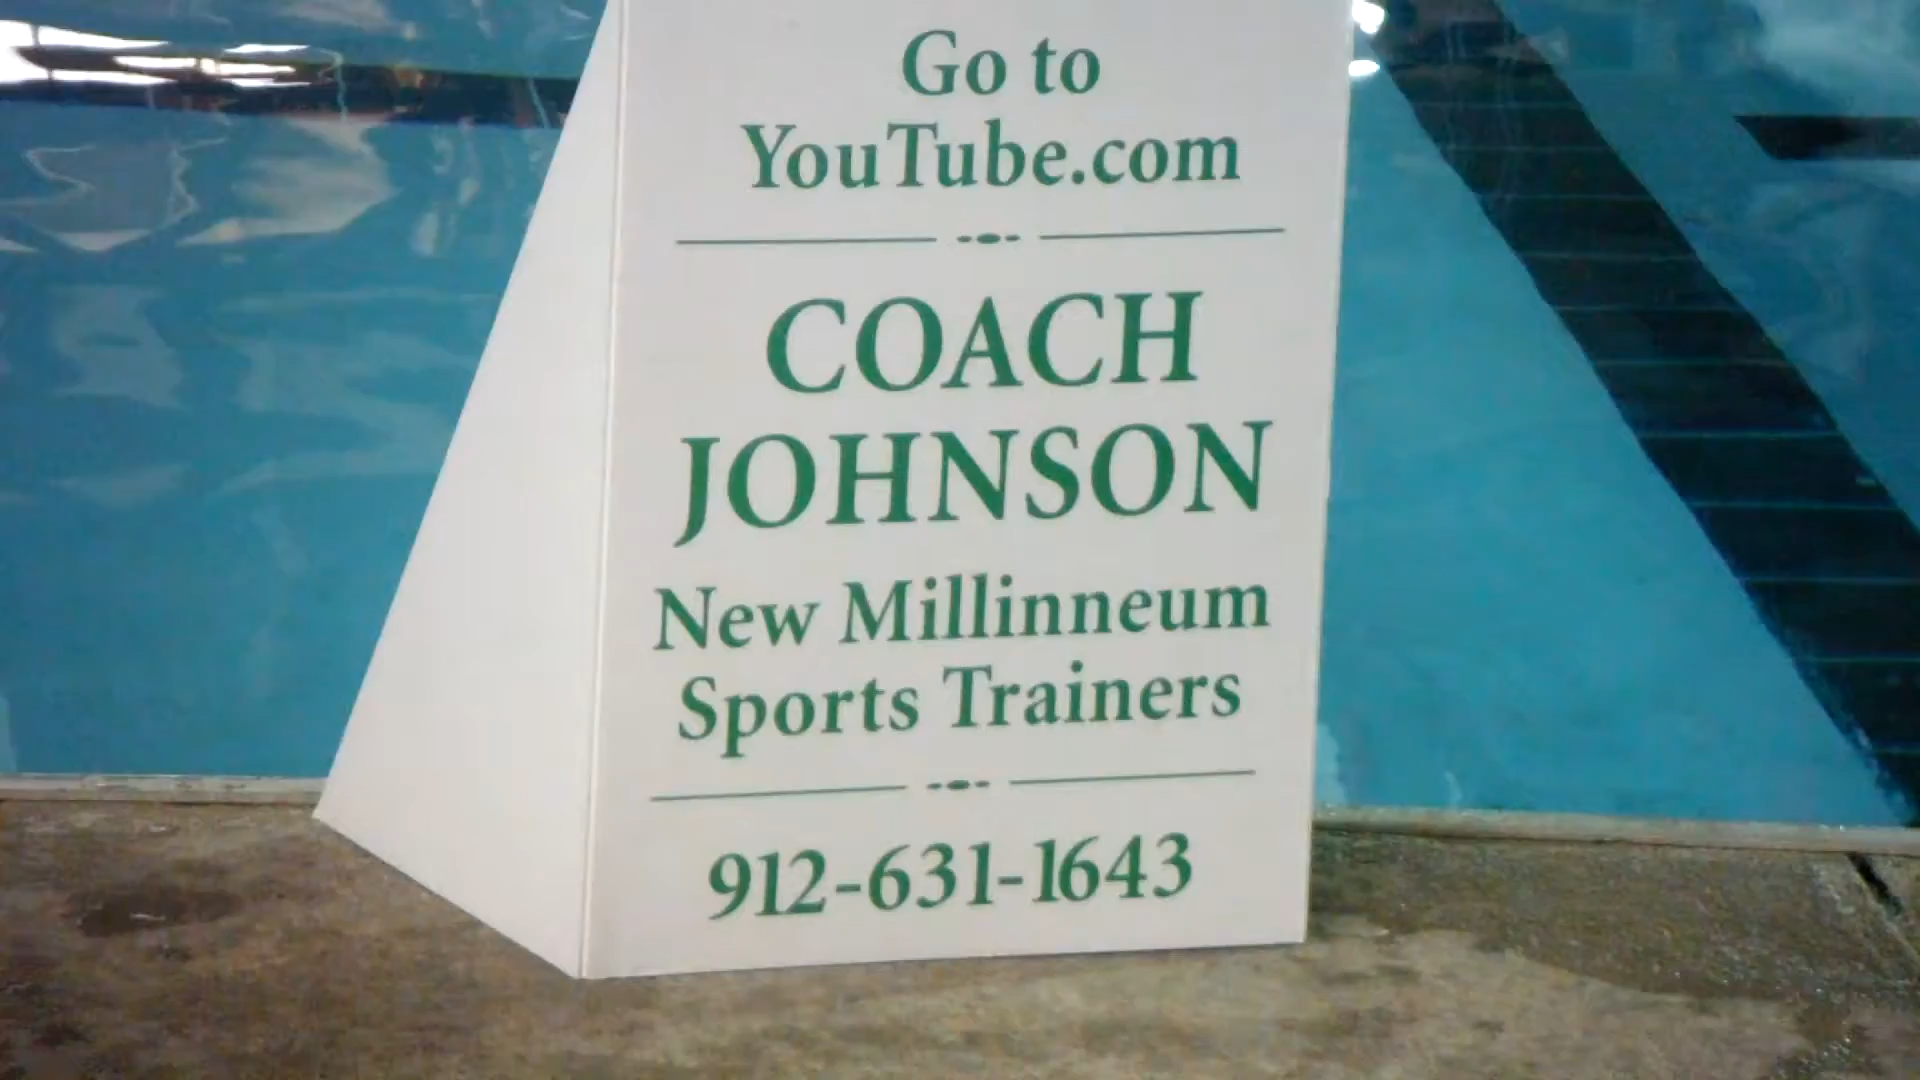 Go to
YouTube.com
COACH
JOHNSON
New Millinneum
Sports Trainers
912-631-1643